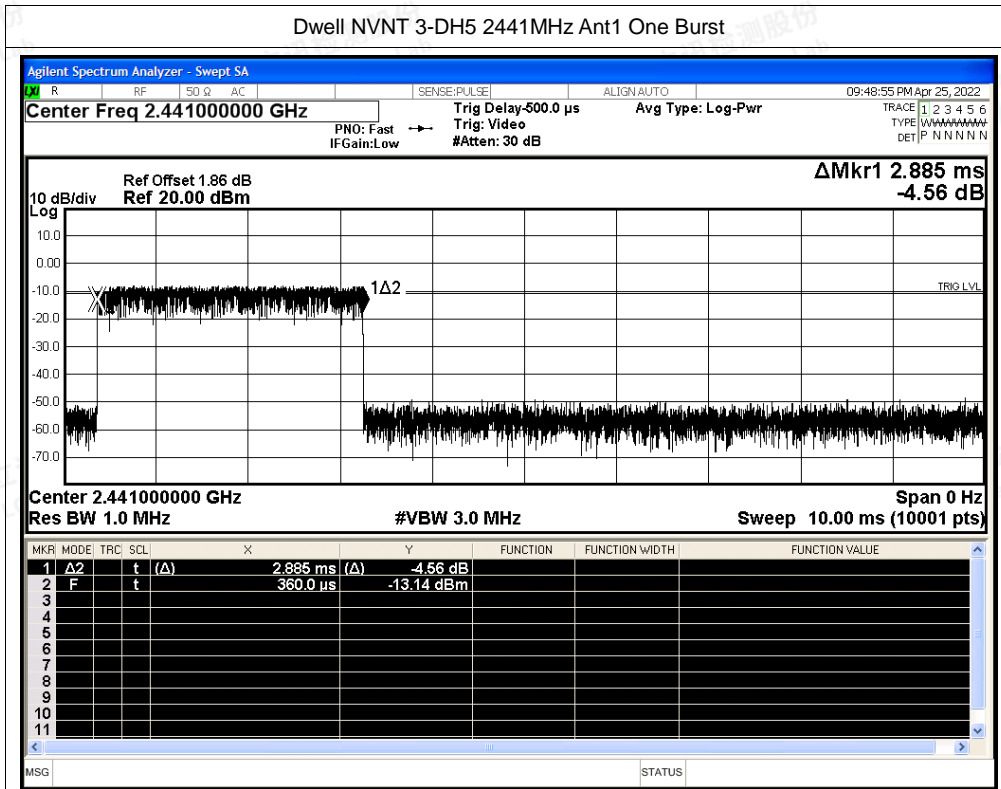 Dwell NVNT 3-DH5 2441MHz Ant1 One Burst
Agilent Spectrum Analyzer - Swept SA
LXI R RF 50 Ω AC SENSE:PULSE ALIGN AUTO 09:48:55 PM Apr 25, 2022
Center Freq 2.441000000 GHz
PNO: Fast
IFGain:Low
Trig Delay-500.0 µs
Trig: Video
#Atten: 30 dB
Avg Type: Log-Pwr
TRACE 1 2 3 4 5 6
TYPE
DET P N N N N N
ΔMkr1 2.885 ms
-4.56 dB
Ref Offset 1.86 dB
10 dB/div Ref 20.00 dBm
Log
10.0
0.00
-10.0
-20.0
-30.0
-40.0
-50.0
-60.0
-70.0
1Δ2
TRIG LVL
Center 2.441000000 GHz Span 0 Hz
Res BW 1.0 MHz #VBW 3.0 MHz Sweep 10.00 ms (10001 pts)
MKR MODE TRC SCL X Y FUNCTION FUNCTION WIDTH FUNCTION VALUE
1 Δ2 t (Δ) 2.885 ms (Δ) -4.56 dB
2 F t 360.0 µs -13.14 dBm
3
4
5
6
7
8
9
10
11
MSG STATUS